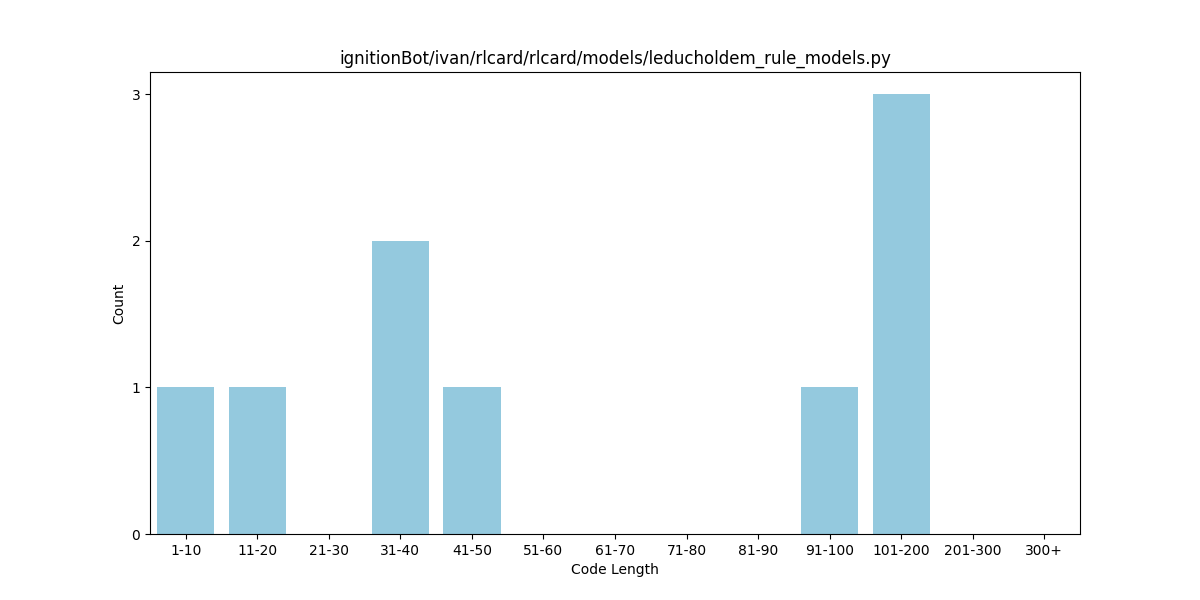 ignitionBot/ivan/rlcard/rlcard/models/leducholdem_rule_models.py
3
2
1
0
Count
1-10 11-20 21-30 31-40 41-50 51-60 61-70 71-80 81-90 91-100 101-200 201-300 300+
Code Length